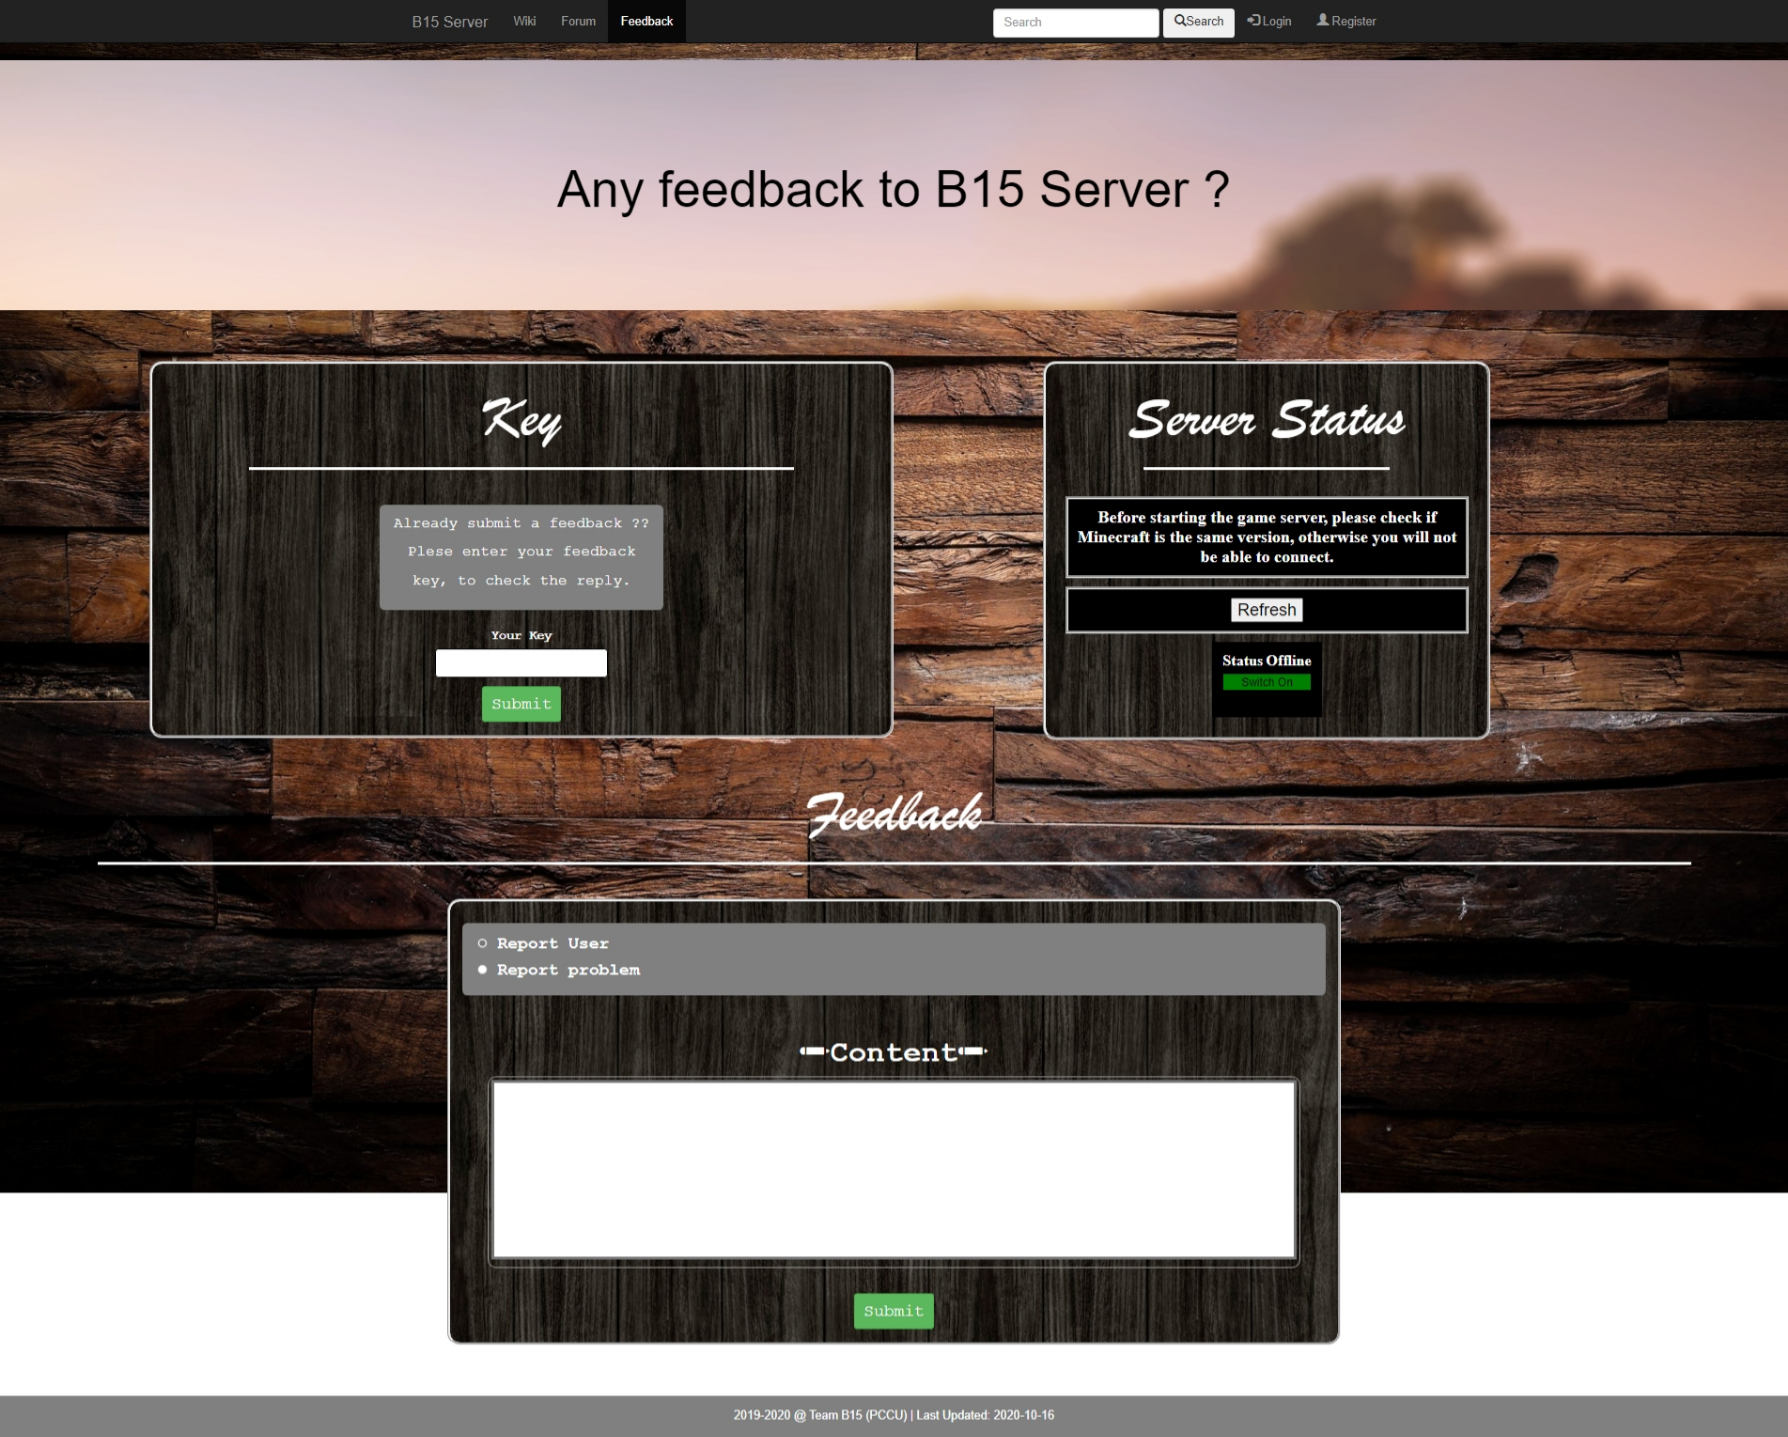 B15 Server Wiki Forum Feedback Search Search Login Register
Any feedback to B15 Server ?
Key
Already submit a feedback ??
Plese enter your feedback
key, to check the reply.
Your Key
Submit
Server Status
Before starting the game server, please check if
Minecraft is the same version, otherwise you will not
be able to connect.
Refresh
Status Offline
Switch On
Feedback
Report User
Report problem
Content
Submit
2019-2020 @ Team B15 (PCCU) | Last Updated: 2020-10-16